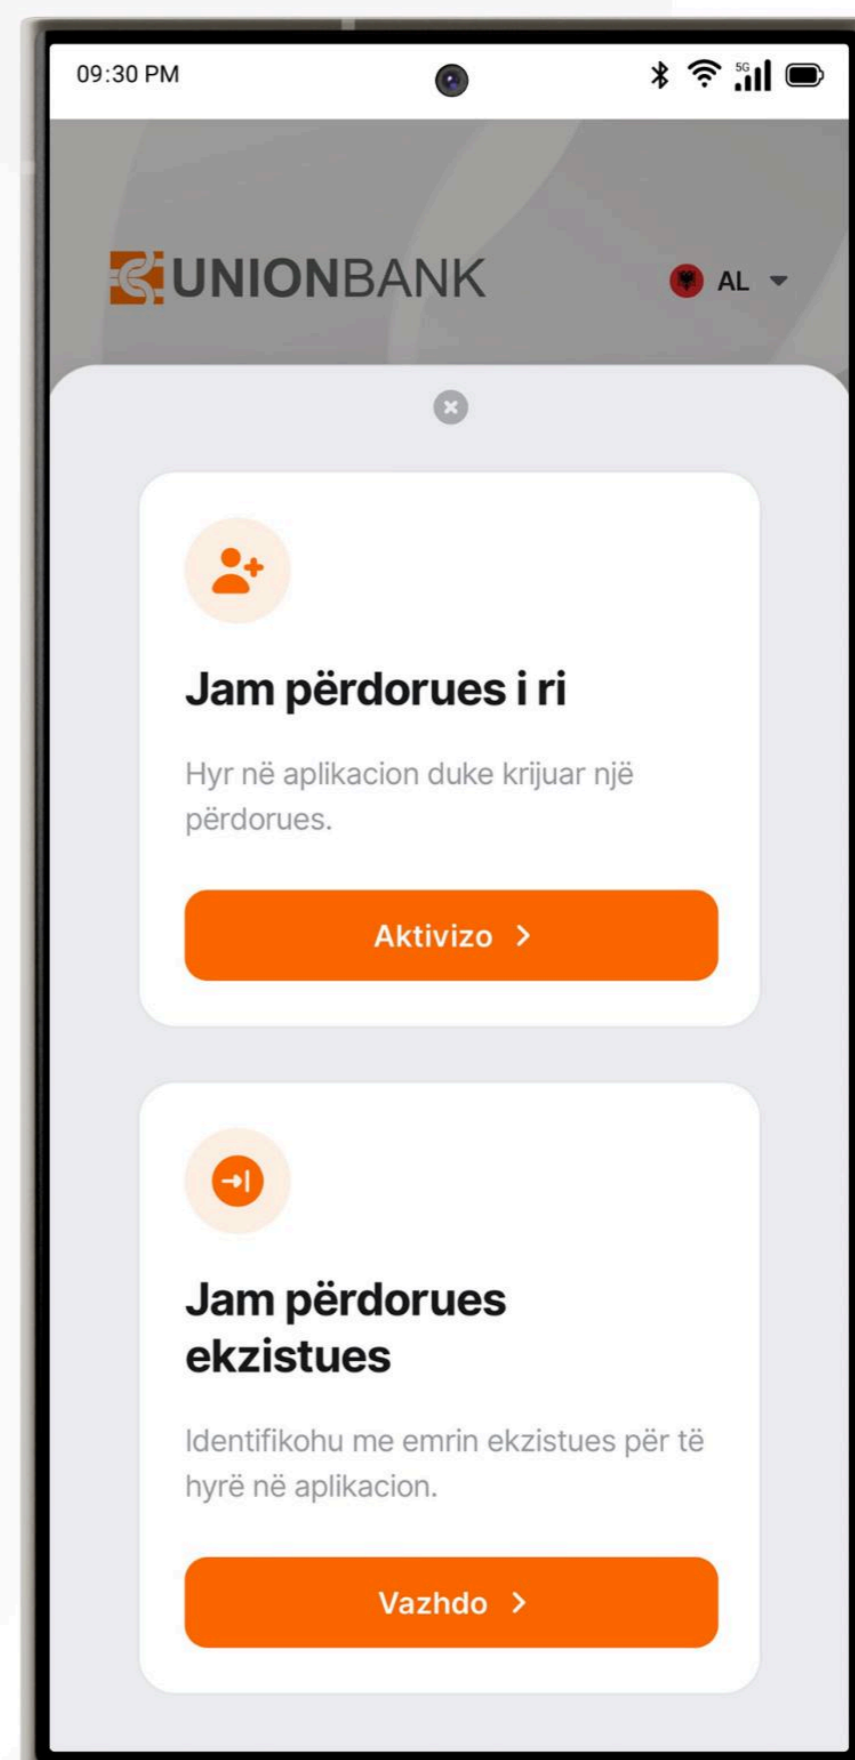 09:30 PM
5G
UNIONBANK
AL
Jam përdorues i ri
Hyr në aplikacion duke krijuar një
përdorues.
Aktivizo
Jam përdorues
ekzistues
Identifikohu me emrin ekzistues për të
hyrë në aplikacion.
Vazhdo